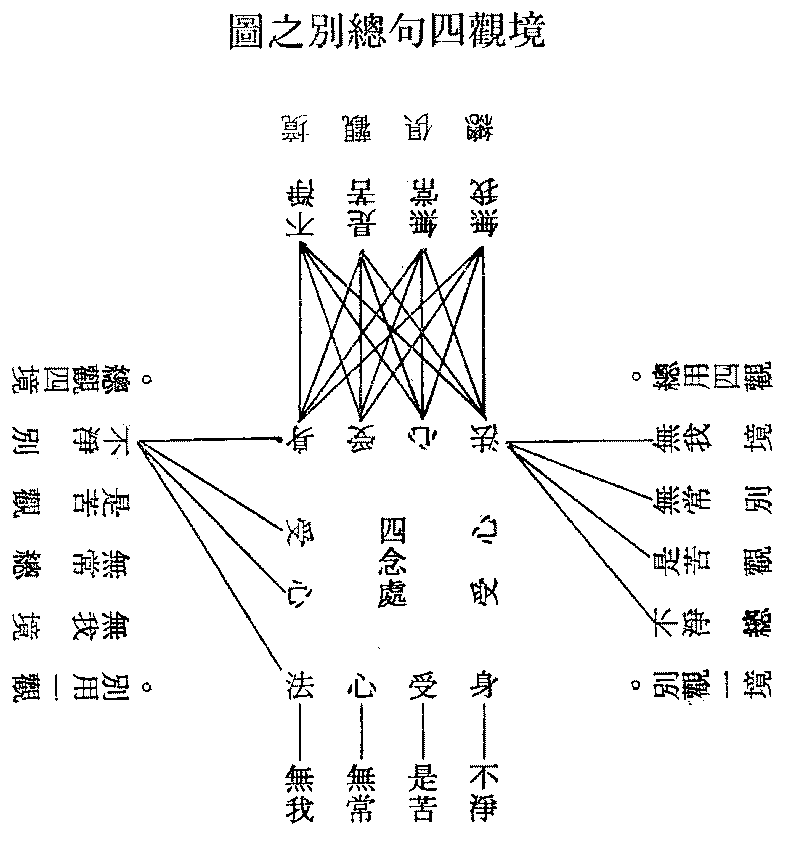 境觀四句總別之圖
境觀俱總
不淨 是苦 無常 無我
身 受 心 法
境別觀總
總用四觀。
別觀一境。
無我
無常
是苦
不淨
境總觀別
總觀四境。
別用一觀。
不淨
是苦
無常
無我
受
心
四念處
心
受
身 受 心 法
不淨 是苦 無常 無我